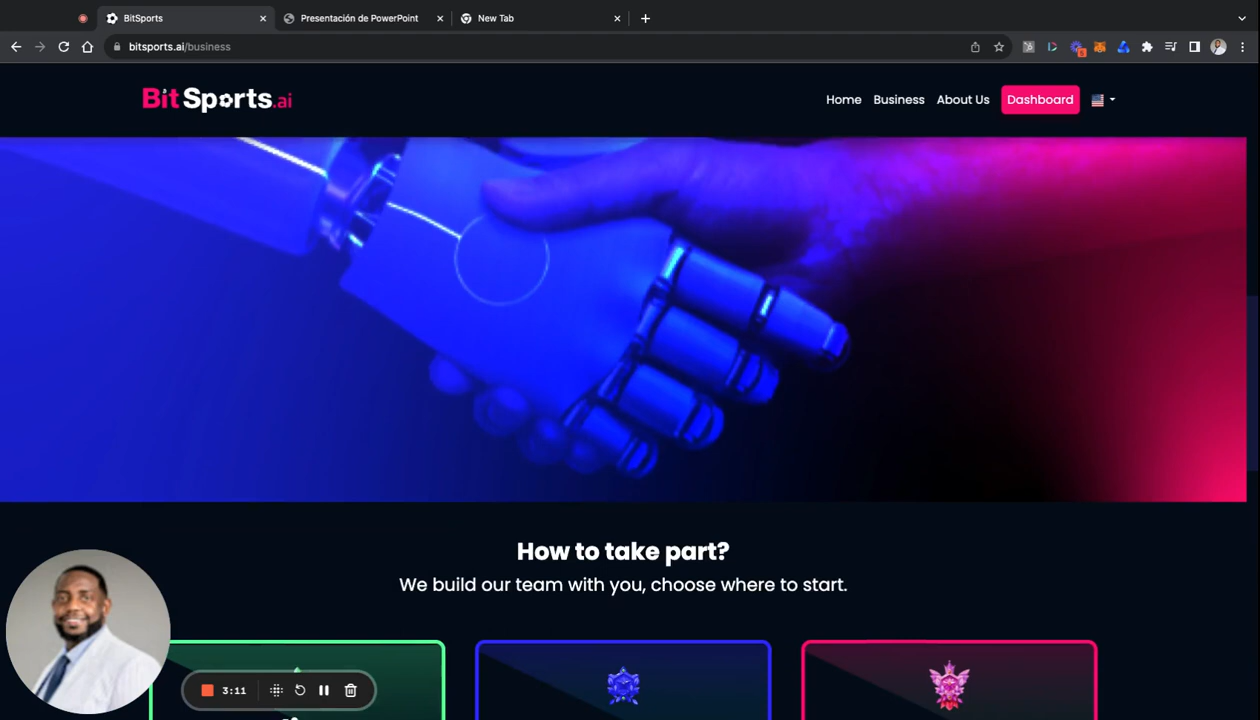 BitSports
Presentación de PowerPoint
New Tab
bitsports.ai/business
5
BitSports.ai
Home
Business
About Us
Dashboard
How to take part?
We build our team with you, choose where to start.
3:11